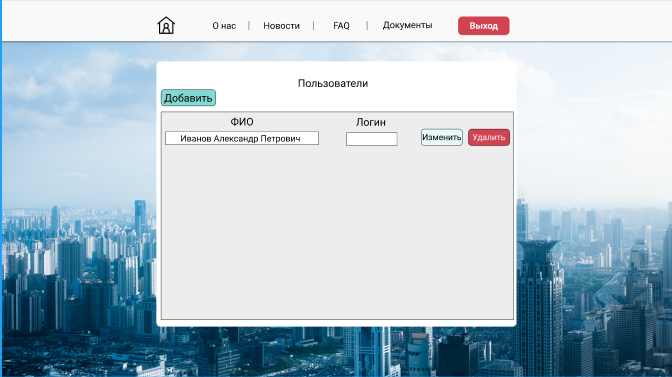 О нас | Новости | FAQ | Документы Выход
Пользователи
Добавить
ФИО Логин
Иванов Александр Петрович Изменить Удалить